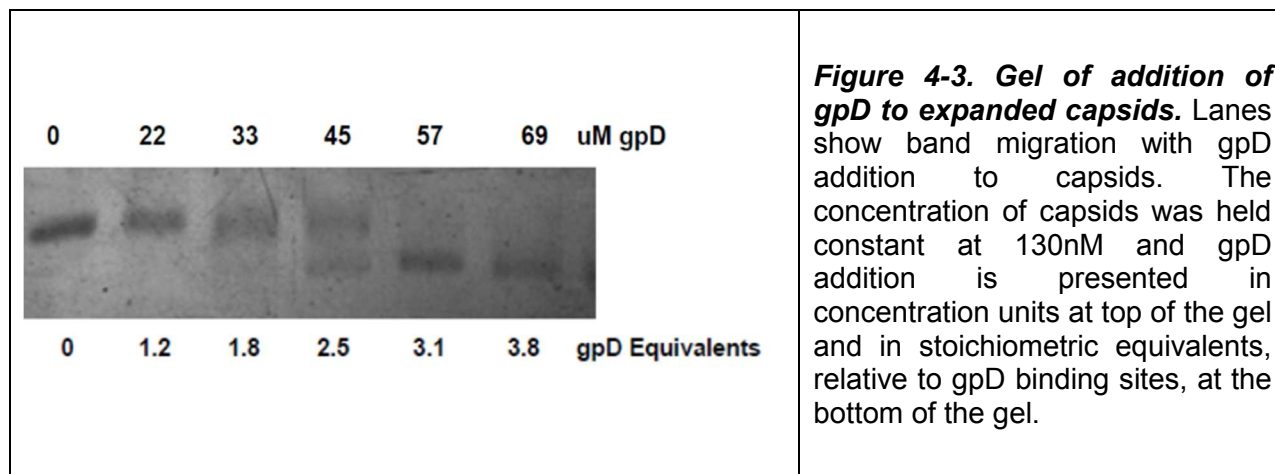 0 22 33 45 57 69 uM gpD
0 1.2 1.8 2.5 3.1 3.8 gpD Equivalents
Figure 4-3. Gel of addition of
gpD to expanded capsids. Lanes
show band migration with gpD
addition to capsids. The
concentration of capsids was held
constant at 130nM and gpD
addition is presented in
concentration units at top of the gel
and in stoichiometric equivalents,
relative to gpD binding sites, at the
bottom of the gel.